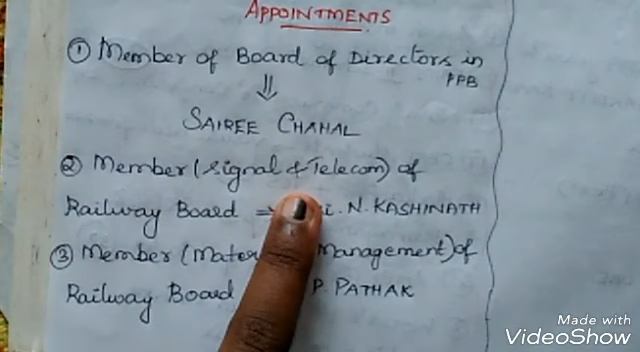 APPOINTMENTS
① Member of Board of Directors in
PPB
⇓
SAIREE CHAHAL
② Member (Signal & Telecom) of
Railway Board ⇒ i. N. KASHINATH
③ Member (Mater Management) of
Railway Board P. PATHAK
Made with
VideoShow